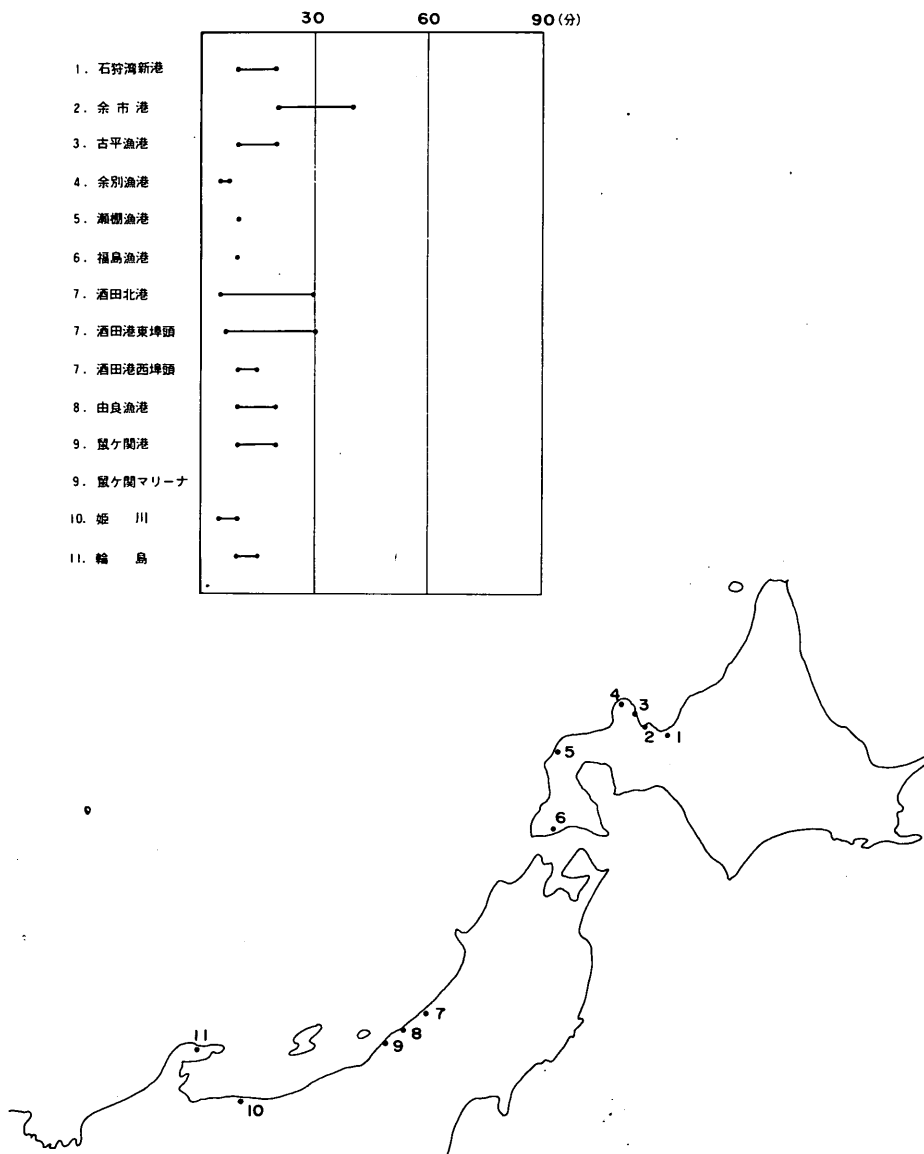 30 60 90(分)
1. 石狩湾新港
2. 余市港
3. 古平漁港
4. 余別漁港
5. 瀬棚漁港
6. 福島漁港
7. 酒田北港
7. 酒田港東埠頭
7. 酒田港西埠頭
8. 由良漁港
9. 鼠ケ関港
9. 鼠ケ関マリーナ
10. 姫川
11. 輪島
4
3
2
1
5
6
7
8
9
11
10